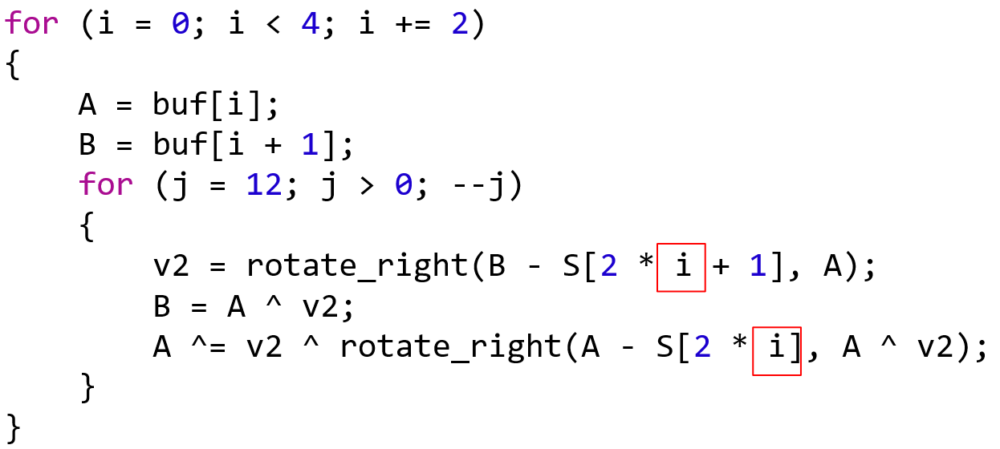 for (i = 0; i < 4; i += 2)
{
    A = buf[i];
    B = buf[i + 1];
    for (j = 12; j > 0; --j)
    {
        v2 = rotate_right(B - S[2 * i + 1], A);
        B = A ^ v2;
        A ^= v2 ^ rotate_right(A - S[2 * i], A ^ v2);
    }
}